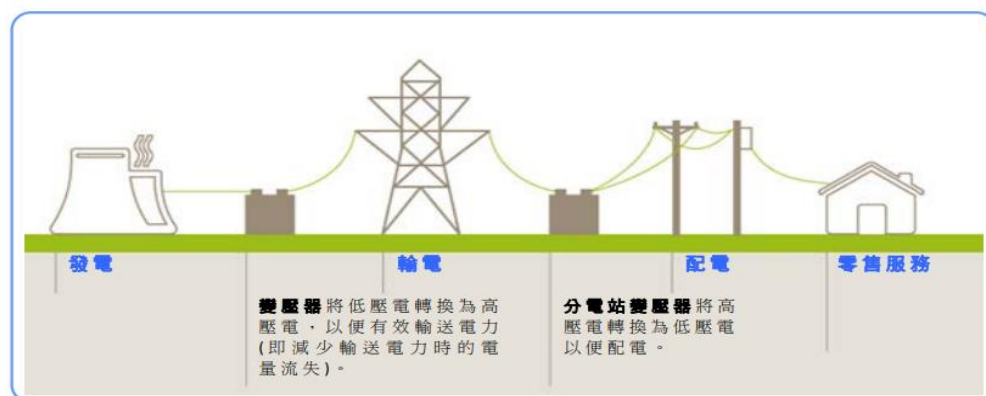 發電
輸電
配電
零售服務
變壓器將低壓電轉換為高
壓電，以便有效輸送電力
(即減少輸送電力時的電
量流失)。
分電站變壓器將高
壓電轉換為低壓電
以便配電。